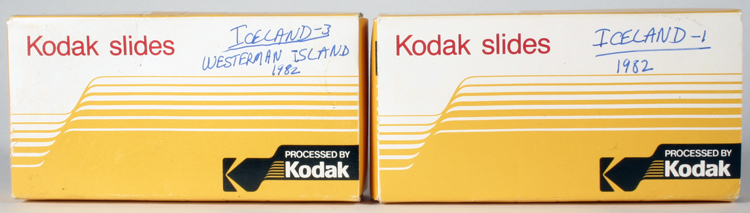 Kodak slides
ICELAND-3
WESTERMAN ISLAND
1982
PROCESSED BY
Kodak
Kodak slides
ICELAND-1
1982
PROCESSED BY
Kodak